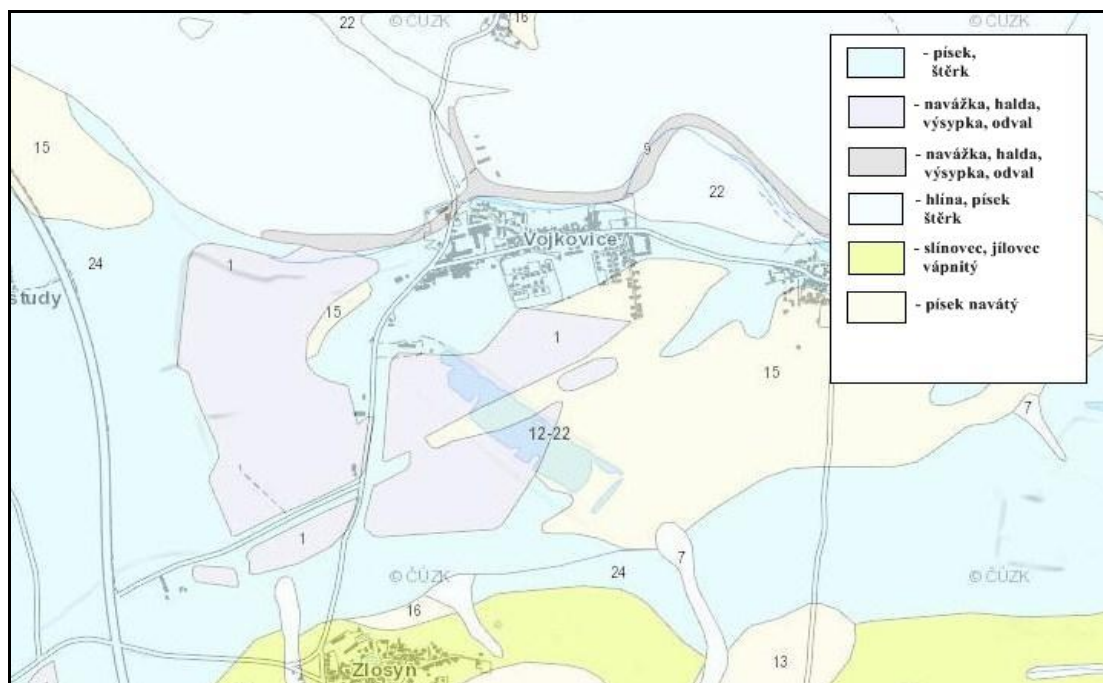 22
© ČÚZK
16
© ČÚZK
- písek,
štěrk
15
- navážka, halda,
výsypka, odval
9
- navážka, halda,
výsypka, odval
22
- hlína, písek
štěrk
Vojkovice
24
1
- slínovec, jílovec
vápnitý
študy
15
- písek navátý
1
15
7
12-22
1
7
© ČÚZK
24
© ČÚZK
16
13
Zlosyn